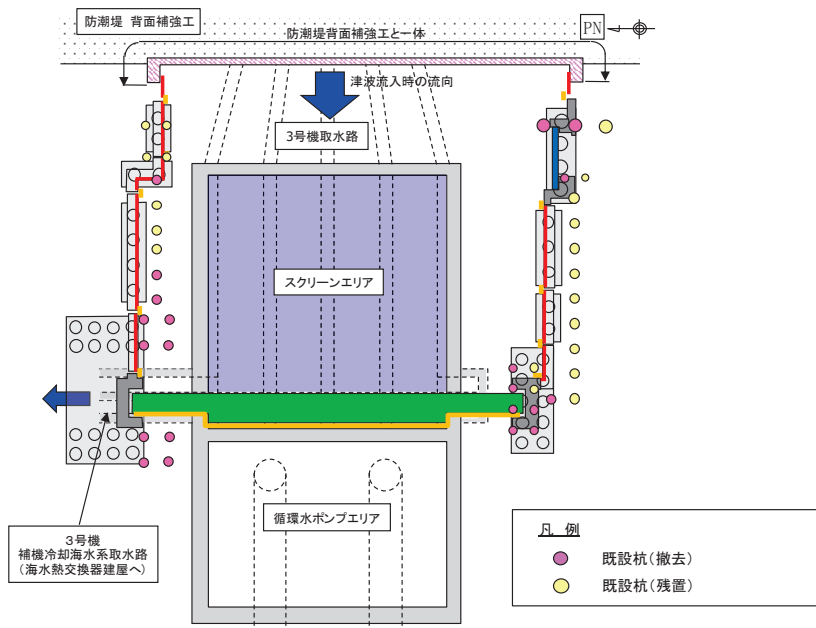 防潮堤 背面補強工
防潮堤背面補強工と一体
PN
津波流入時の流向
3号機取水路
スクリーンエリア
循環水ポンプエリア
3号機
補機冷却海水系取水路
(海水熱交換器建屋へ)
凡 例
既設杭(撤去)
既設杭(残置)